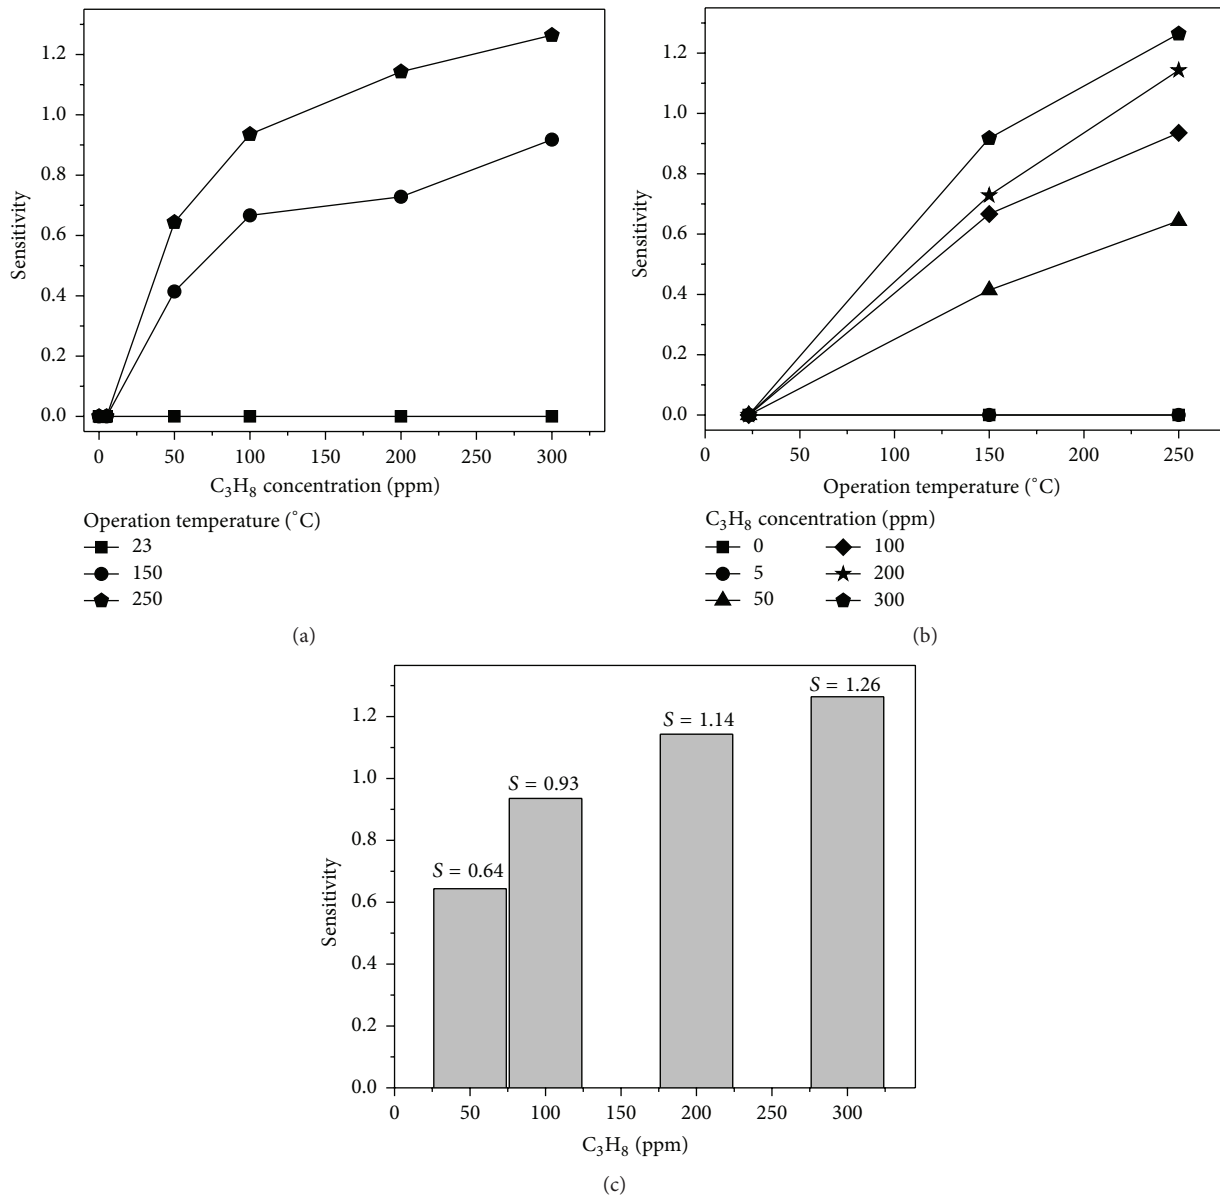 Sensitivity
1.2
1.0
0.8
0.6
0.4
0.2
0.0
0 50 100 150 200 250 300
C₃H₈ concentration (ppm)
Operation temperature (°C)
23
150
250
(a)
Sensitivity
1.2
1.0
0.8
0.6
0.4
0.2
0.0
0 50 100 150 200 250
Operation temperature (°C)
C₃H₈ concentration (ppm)
0 100
5 200
50 300
(b)
Sensitivity
1.2
1.0
0.8
0.6
0.4
0.2
0.0
S = 0.64
S = 0.93
S = 1.14
S = 1.26
0 50 100 150 200 250 300
C₃H₈ (ppm)
(c)